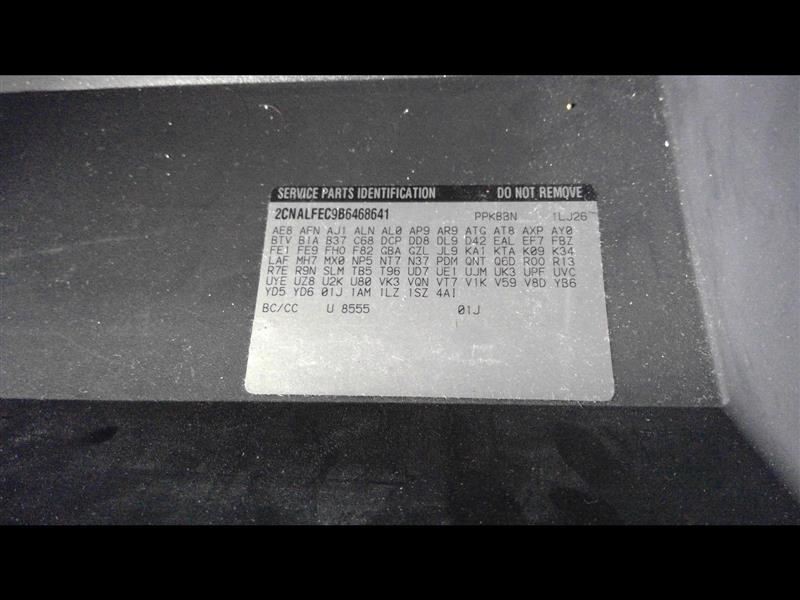 SERVICE PARTS IDENTIFICATION DO NOT REMOVE
2CNALFEC9B6468641 PPKB3N 1LJ26
AE8 AFN AJ1 ALN AL0 AP9 AR9 ATG AT8 AXP AY0
BTV B1A B37 C68 DCP DD8 DL9 D42 EAL EF7 FBZ
FE1 FE9 FHO F82 GBA GZL JL9 KA1 KTA K09 K34
LAF MH7 MX0 NP5 NT7 N37 PDM QNT Q6D ROO R13
R7E R9N SLM TB5 T96 UD7 UE1 UJM UK3 UPF UVC
UYE UZ8 U2K U80 VK3 VQN VT7 V1K V59 V8D YB6
YD5 YD6 01J 1AM 1LZ 1SZ 4AI
BC/CC U 8555 01J